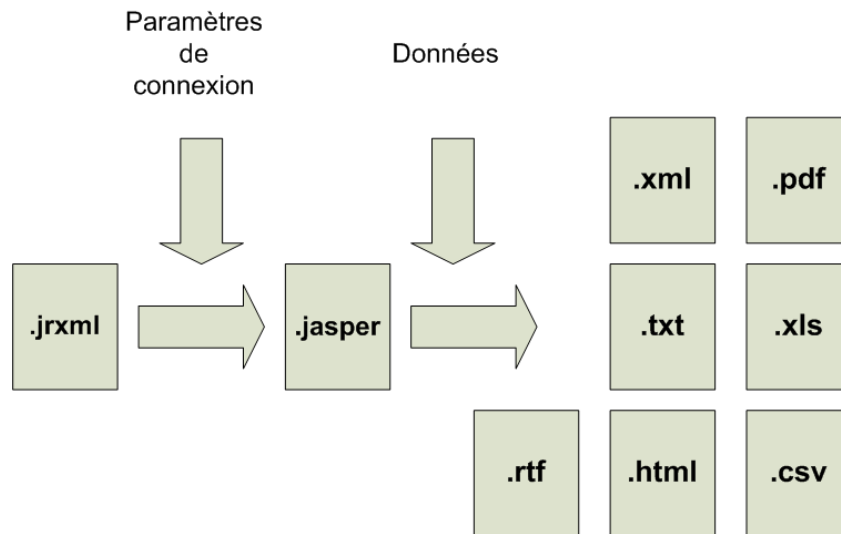 Paramètres
de
connexion
Données
.xml
.pdf
.jrxml
.jasper
.txt
.xls
.rtf
.html
.csv